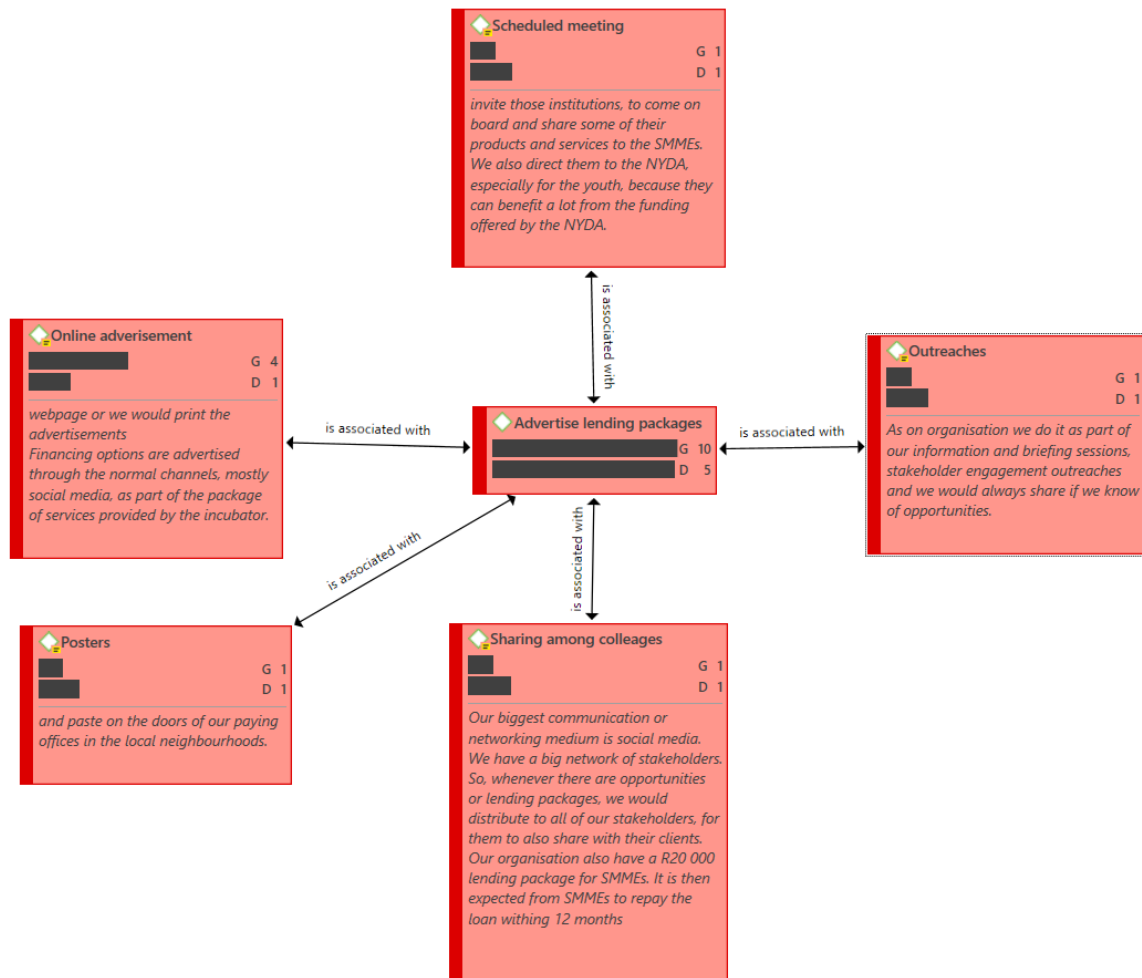 Scheduled meeting
G 1
D 1
invite those institutions, to come on
board and share some of their
products and services to the SMMEs.
We also direct them to the NYDA,
especially for the youth, because they
can benefit a lot from the funding
offered by the NYDA.
is associated with
Online adverisement
G 4
D 1
webpage or we would print the
advertisements
Financing options are advertised
through the normal channels, mostly
social media, as part of the package
of services provided by the incubator.
is associated with
Advertise lending packages
G 10
D 5
is associated with
Outreaches
G 1
D 1
As on organisation we do it as part of
our information and briefing sessions,
stakeholder engagement outreaches
and we would always share if we know
of opportunities.
is associated with
Posters
G 1
D 1
and paste on the doors of our paying
offices in the local neighbourhoods.
is associated with
Sharing among colleages
G 1
D 1
Our biggest communication or
networking medium is social media.
We have a big network of stakeholders.
So, whenever there are opportunities
or lending packages, we would
distribute to all of our stakeholders, for
them to also share with their clients.
Our organisation also have a R20 000
lending package for SMMEs. It is then
expected from SMMEs to repay the
loan withing 12 months